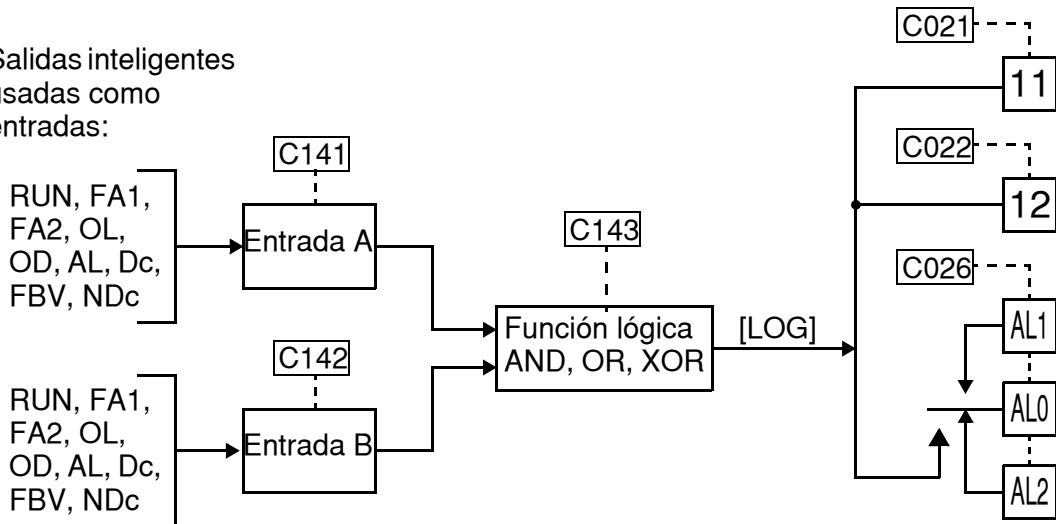 Salidas inteligentes
usadas como
entradas:
C141
RUN, FA1,
FA2, OL,
OD, AL, Dc,
FBV, NDc
Entrada A
C142
RUN, FA1,
FA2, OL,
OD, AL, Dc,
FBV, NDc
Entrada B
C143
Función lógica
AND, OR, XOR
[LOG]
C021
11
C022
12
C026
AL1
AL0
AL2